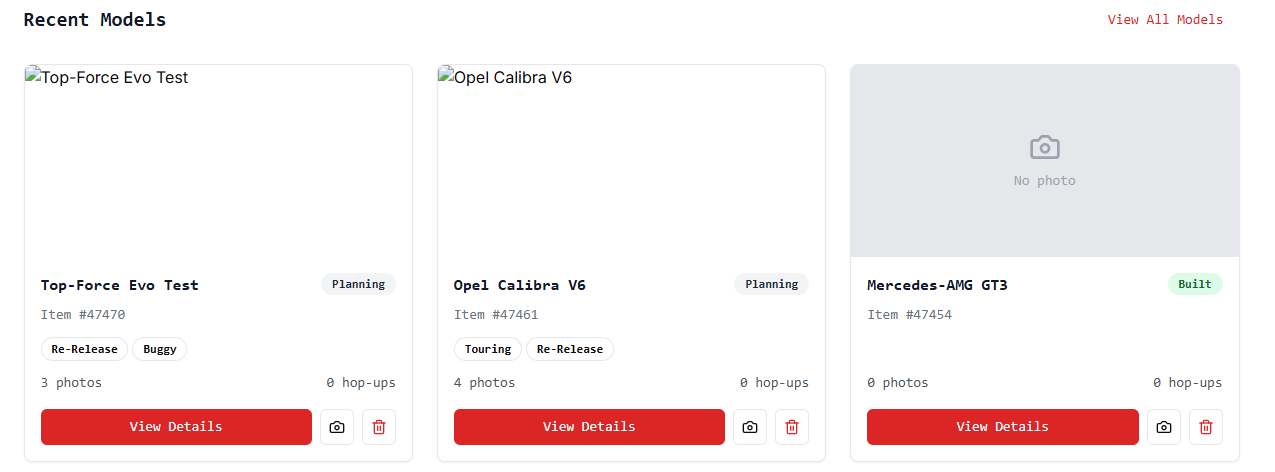 Recent Models
View All Models
Top-Force Evo Test
Opel Calibra V6
No photo
Top-Force Evo Test
Planning
Item #47470
Re-Release
Buggy
3 photos
0 hop-ups
View Details
Opel Calibra V6
Planning
Item #47461
Touring
Re-Release
4 photos
0 hop-ups
View Details
Mercedes-AMG GT3
Built
Item #47454
0 photos
0 hop-ups
View Details